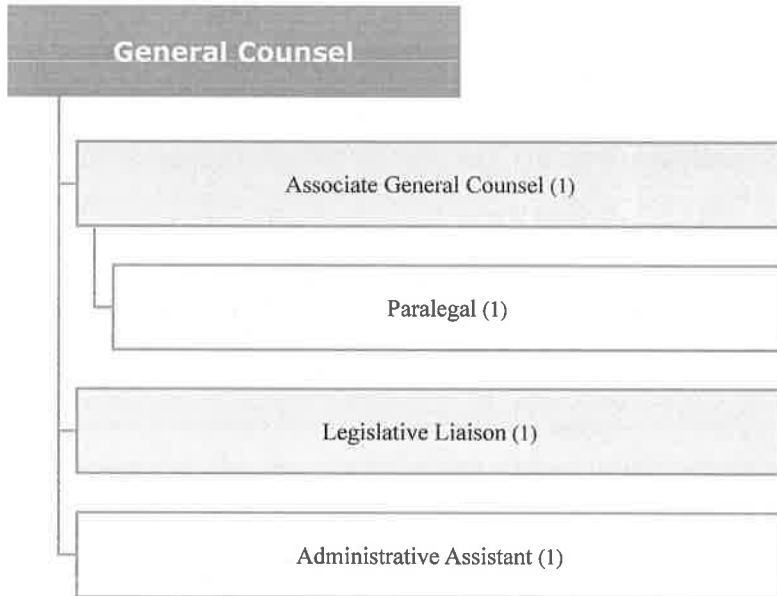 General Counsel
Associate General Counsel (1)
Paralegal (1)
Legislative Liaison (1)
Administrative Assistant (1)